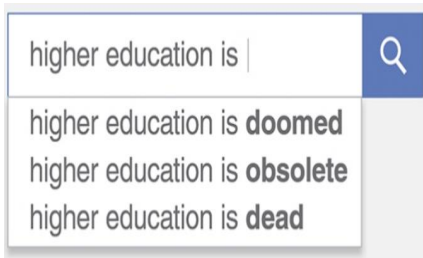 higher education is
higher education is doomed
higher education is obsolete
higher education is dead